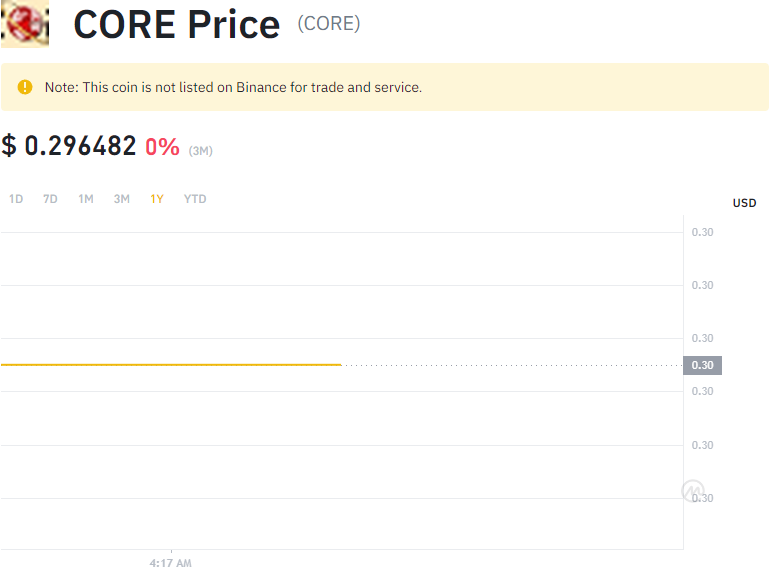 CORE Price (CORE)
Note: This coin is not listed on Binance for trade and service.
$ 0.296482 0% (3M)
1D 7D 1M 3M 1Y YTD
USD
0.30
0.30
0.30
0.30
0.30
0.30
0.30
4:17 AM